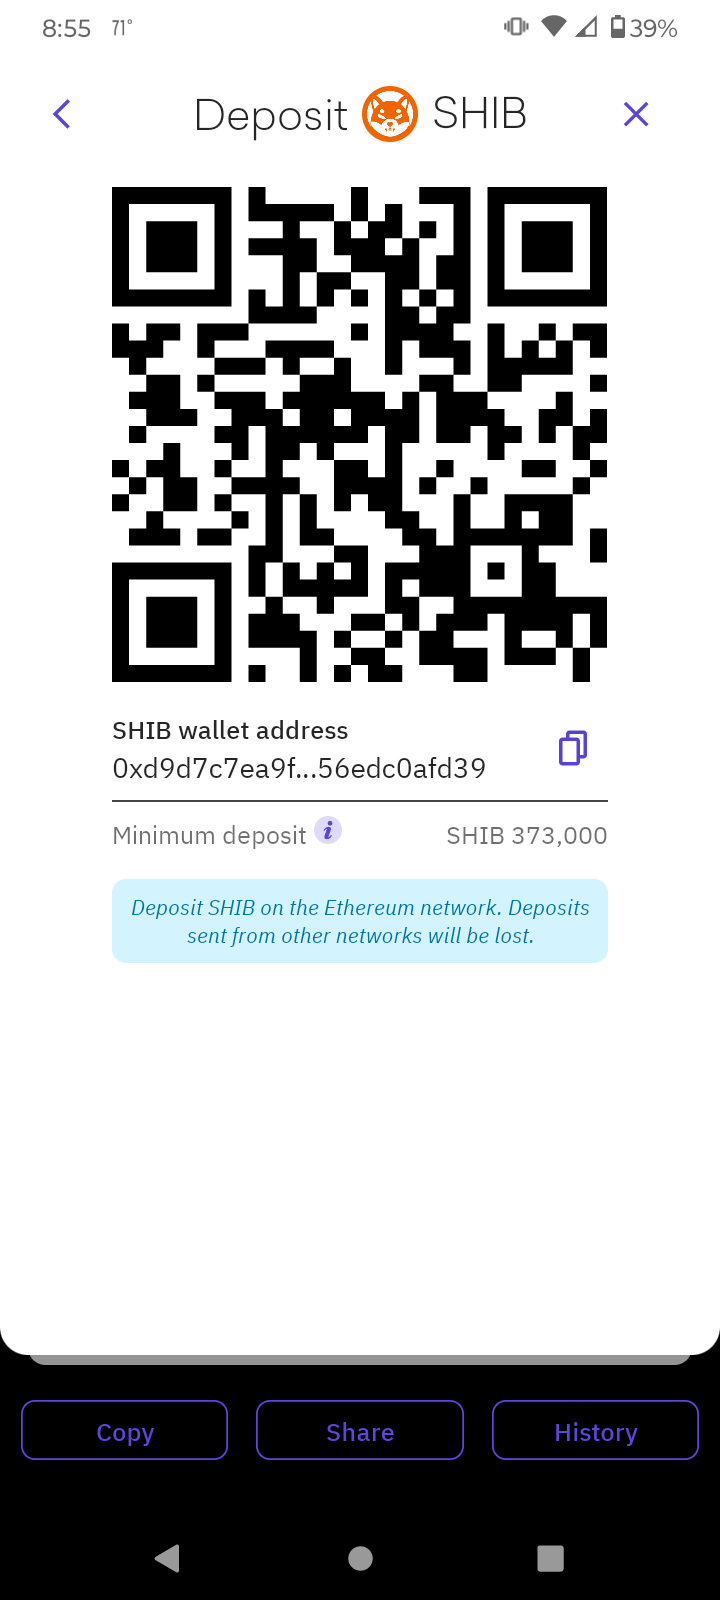 8:55 71° 39%
Deposit SHIB
SHIB wallet address
0xd9d7c7ea9f...56edc0afd39
Minimum deposit i SHIB 373,000
Deposit SHIB on the Ethereum network. Deposits
sent from other networks will be lost.
Copy Share History